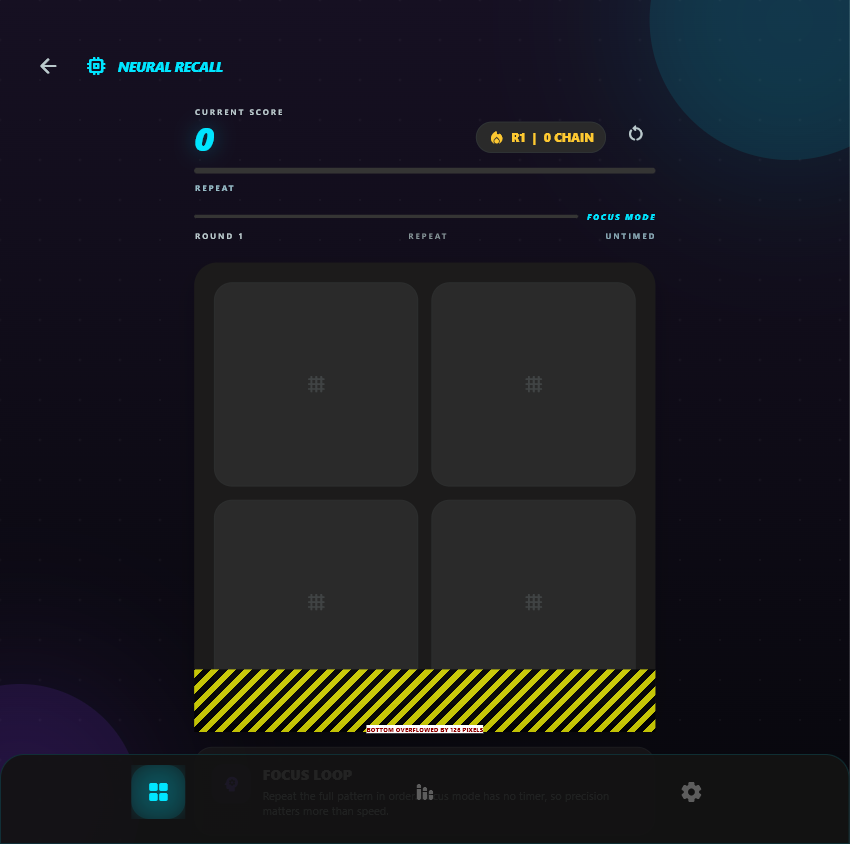 NEURAL RECALL
CURRENT SCORE
0
R1 | 0 CHAIN
REPEAT
FOCUS MODE
ROUND 1
REPEAT
UNTIMED
BOTTOM OVERFLOWED BY 128 PIXELS
FOCUS LOOP
Repeat the full pattern in order. Focus mode has no timer, so precision
matters more than speed.